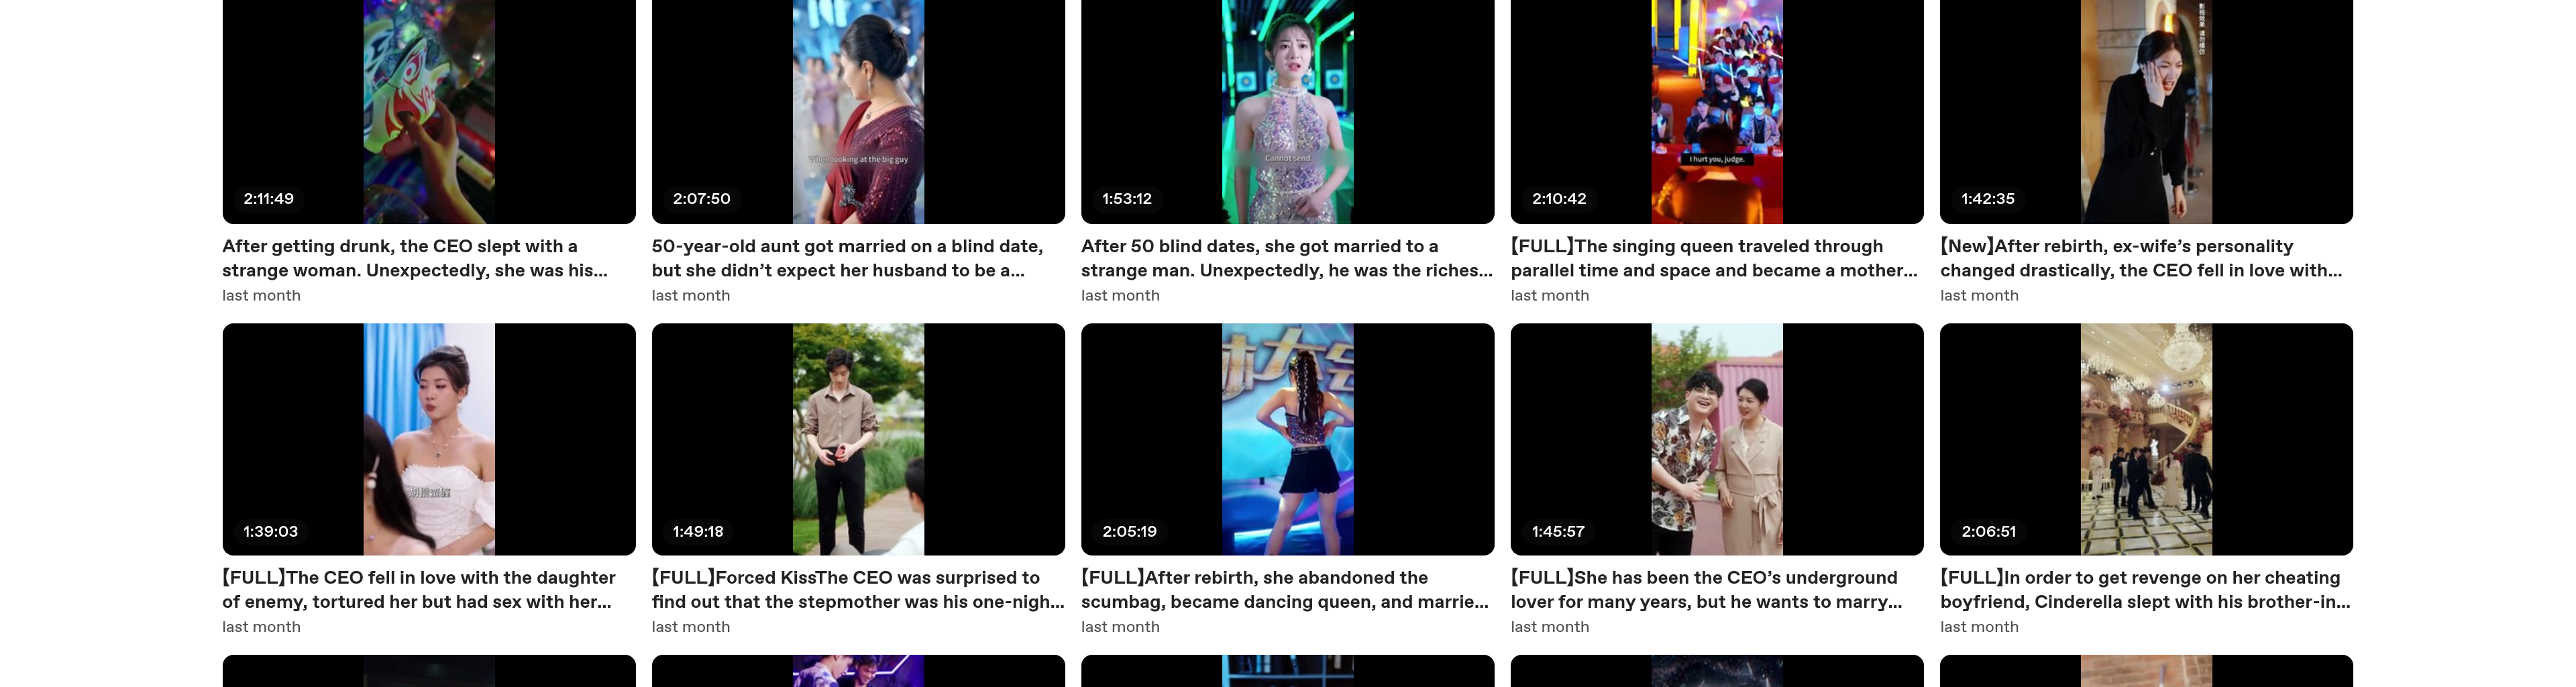 影視效果 請勿模仿
When looking at the big guy
Cannot send
I hurt you, judge.
2:11:49
2:07:50
1:53:12
2:10:42
1:42:35
After getting drunk, the CEO slept with a
strange woman. Unexpectedly, she was his...
last month
50-year-old aunt got married on a blind date,
but she didn’t expect her husband to be a...
last month
After 50 blind dates, she got married to a
strange man. Unexpectedly, he was the riches...
last month
【FULL】The singing queen traveled through
parallel time and space and became a mother...
last month
【New】After rebirth, ex-wife’s personality
changed drastically, the CEO fell in love with...
last month
1:39:03
1:49:18
2:05:19
1:45:57
2:06:51
【FULL】The CEO fell in love with the daughter
of enemy, tortured her but had sex with her...
last month
【FULL】Forced KissThe CEO was surprised to
find out that the stepmother was his one-nigh...
last month
【FULL】After rebirth, she abandoned the
scumbag, became dancing queen, and marrie...
last month
【FULL】She has been the CEO’s underground
lover for many years, but he wants to marry...
last month
【FULL】In order to get revenge on her cheating
boyfriend, Cinderella slept with his brother-in...
last month